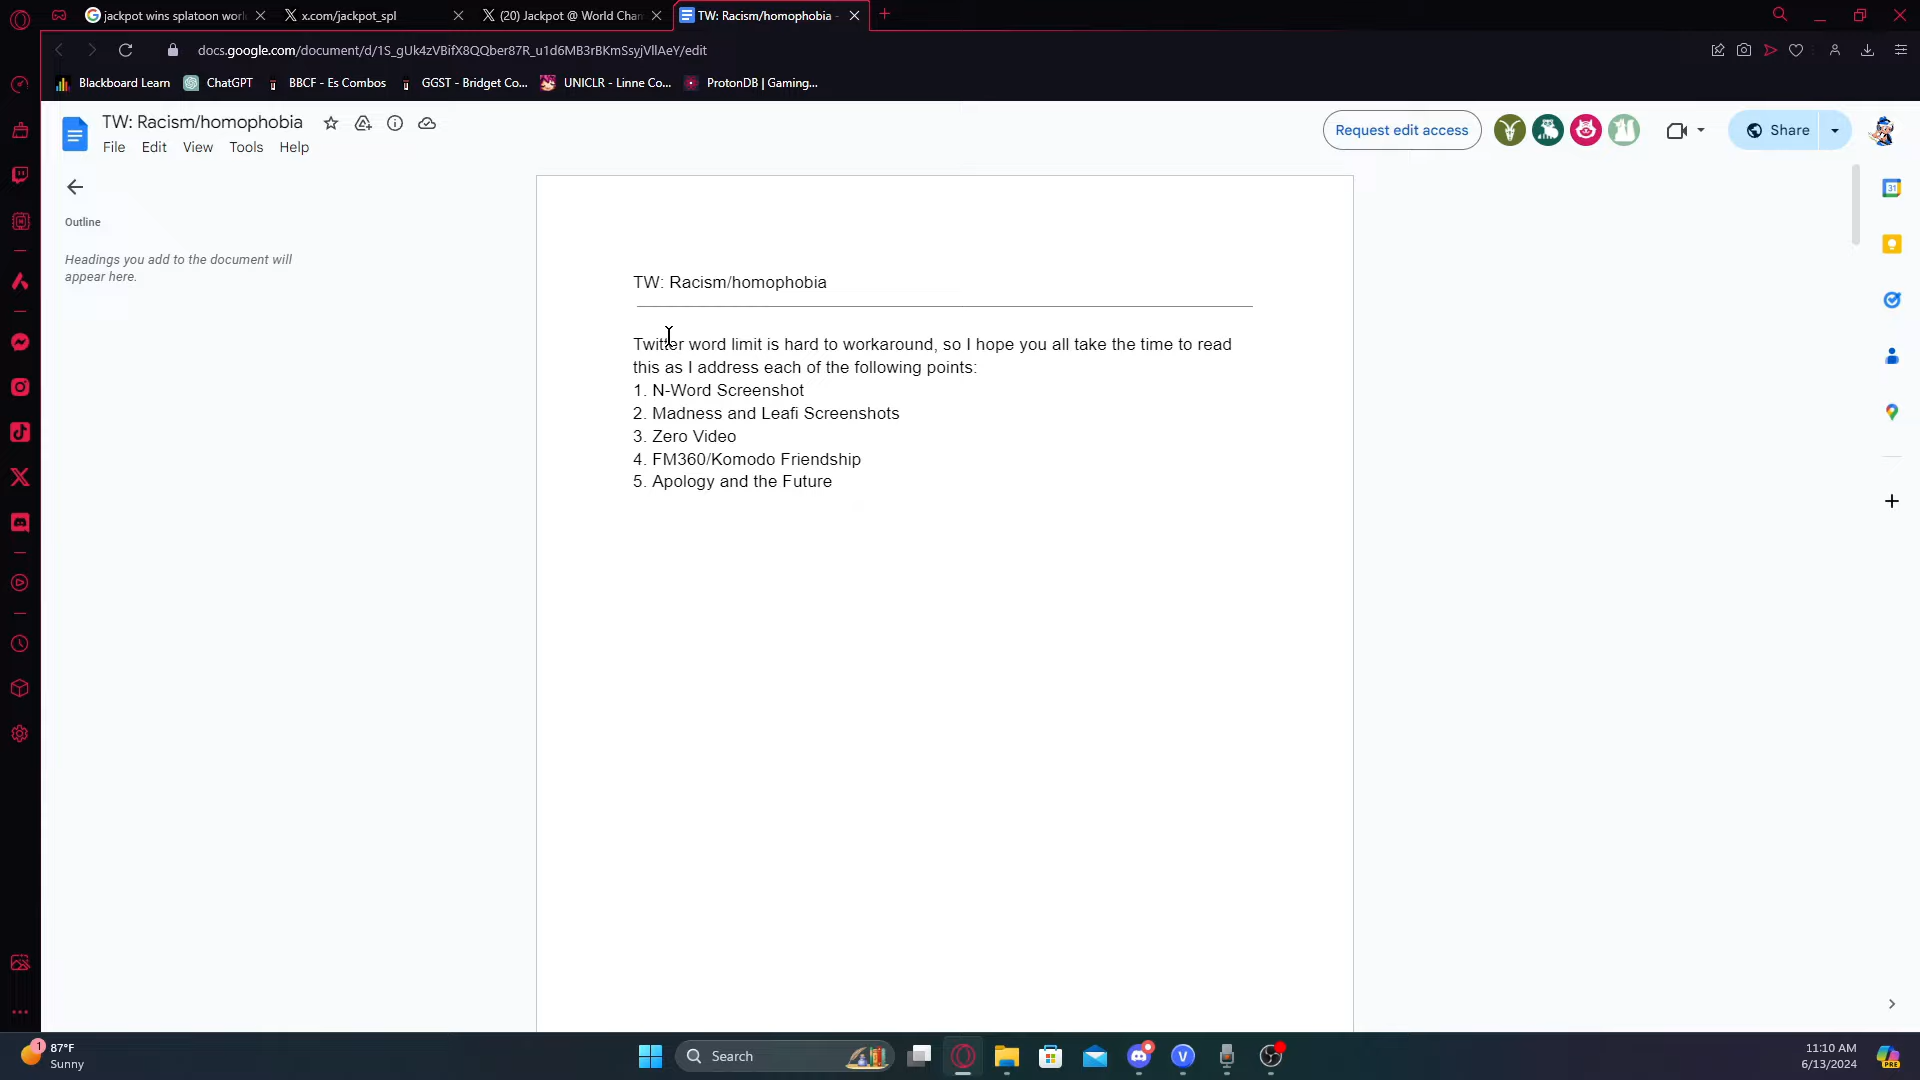 jackpot wins splatoon worl
x.com/jackpot_spl
(20) Jackpot @ World Chan
TW: Racism/homophobia -
docs.google.com/document/d/1S_gUk4zVBifX8QQber87R_u1d6MB3rBKmSsyjVllAeY/edit
Blackboard Learn
ChatGPT
BBCF - Es Combos
GGST - Bridget Co...
UNICLR - Linne Co...
ProtonDB | Gaming...
TW: Racism/homophobia
File Edit View Tools Help
Request edit access
Share
Outline
Headings you add to the document will
appear here.
TW: Racism/homophobia
Twitter word limit is hard to workaround, so I hope you all take the time to read
this as I address each of the following points:
1. N-Word Screenshot
2. Madness and Leafi Screenshots
3. Zero Video
4. FM360/Komodo Friendship
5. Apology and the Future
31
1
87°F
Sunny
Search
V
11:10 AM
6/13/2024
PRE